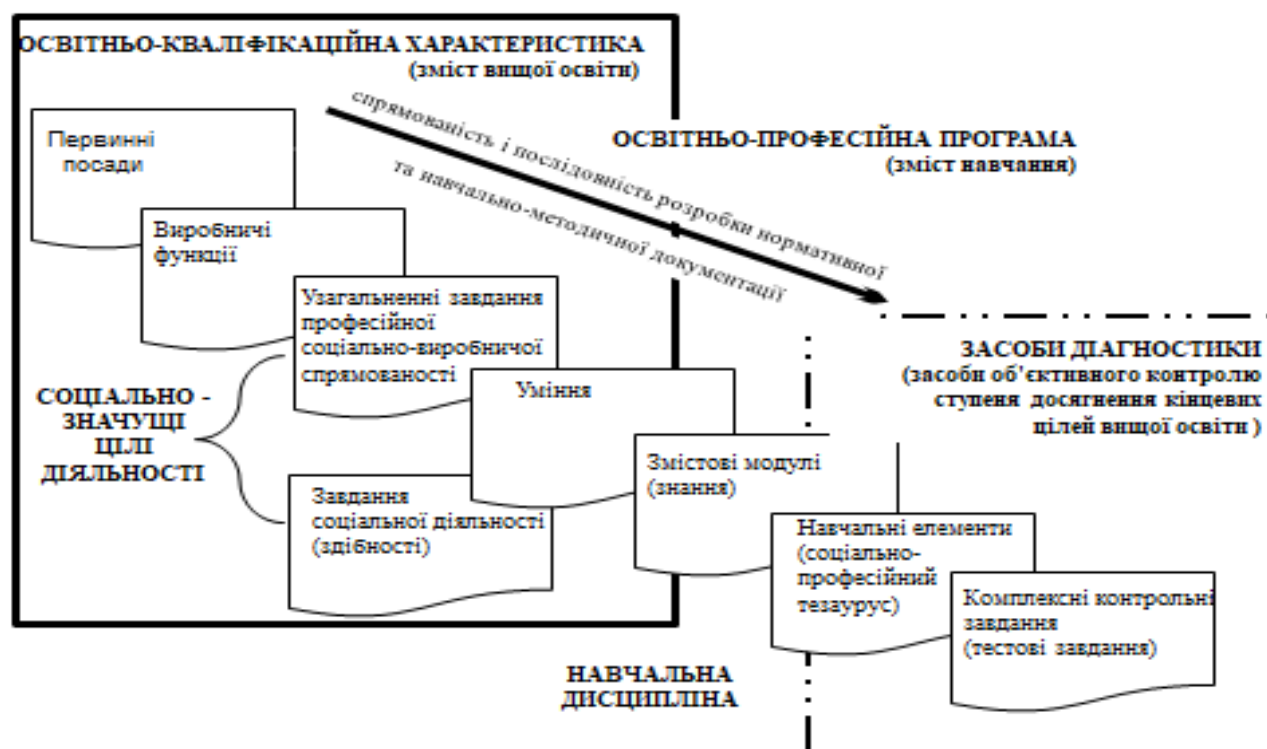 ОСВІТНЬО-КВАЛІФІКАЦІЙНА ХАРАКТЕРИСТИКА
(зміст вищої освіти)
спрямованість і послідовність розробки нормативної
та навчально-методичної документації
ОСВІТНЬО-ПРОФЕСІЙНА ПРОГРАМА
(зміст навчання)
Первинні
посади
Виробничі
функції
Узагальненні завдання
професійної
соціально-виробничої
спрямованості
ЗАСОБИ ДІАГНОСТИКИ
(засоби об'єктивного контролю
ступеня досягнення кінцевих
цілей вищої освіти )
СОЦІАЛЬНО -
ЗНАЧУЩІ
ЦІЛІ
ДІЯЛЬНОСТІ
Уміння
Завдання
соціальної діяльності
(здібності)
Змістові модулі
(знання)
Навчальні елементи
(соціально-
професійний
тезаурус)
Комплексні контрольні
завдання
(тестові завдання)
НАВЧАЛЬНА
ДИСЦИПЛІНА